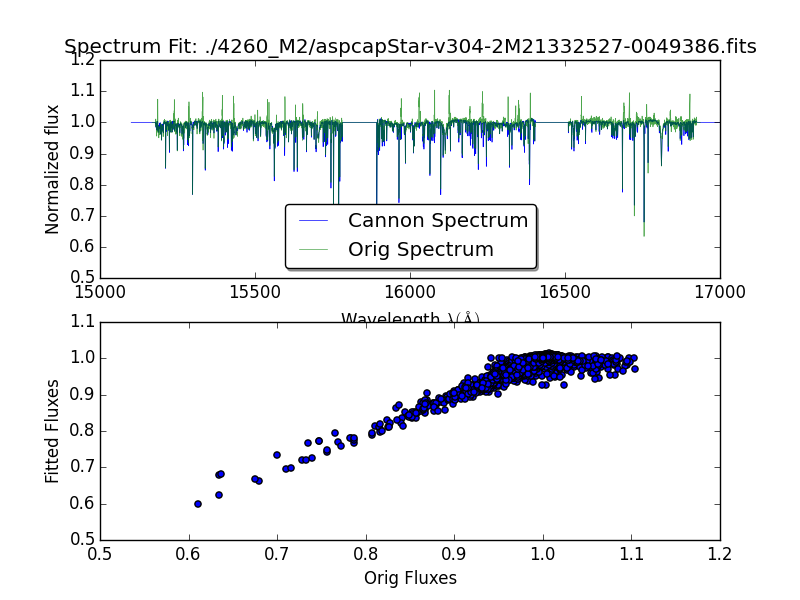 Spectrum Fit: ./4260_M2/aspcapStar-v304-2M21332527-0049386.fits
1.2
1.1
1.0
0.9
0.8
0.7
0.6
0.5
Normalized flux
Cannon Spectrum
Orig Spectrum
15000 15500 16000 16500 17000
Wavelength λ(Å)
1.1
1.0
0.9
0.8
0.7
0.6
0.5
Fitted Fluxes
0.5 0.6 0.7 0.8 0.9 1.0 1.1 1.2
Orig Fluxes